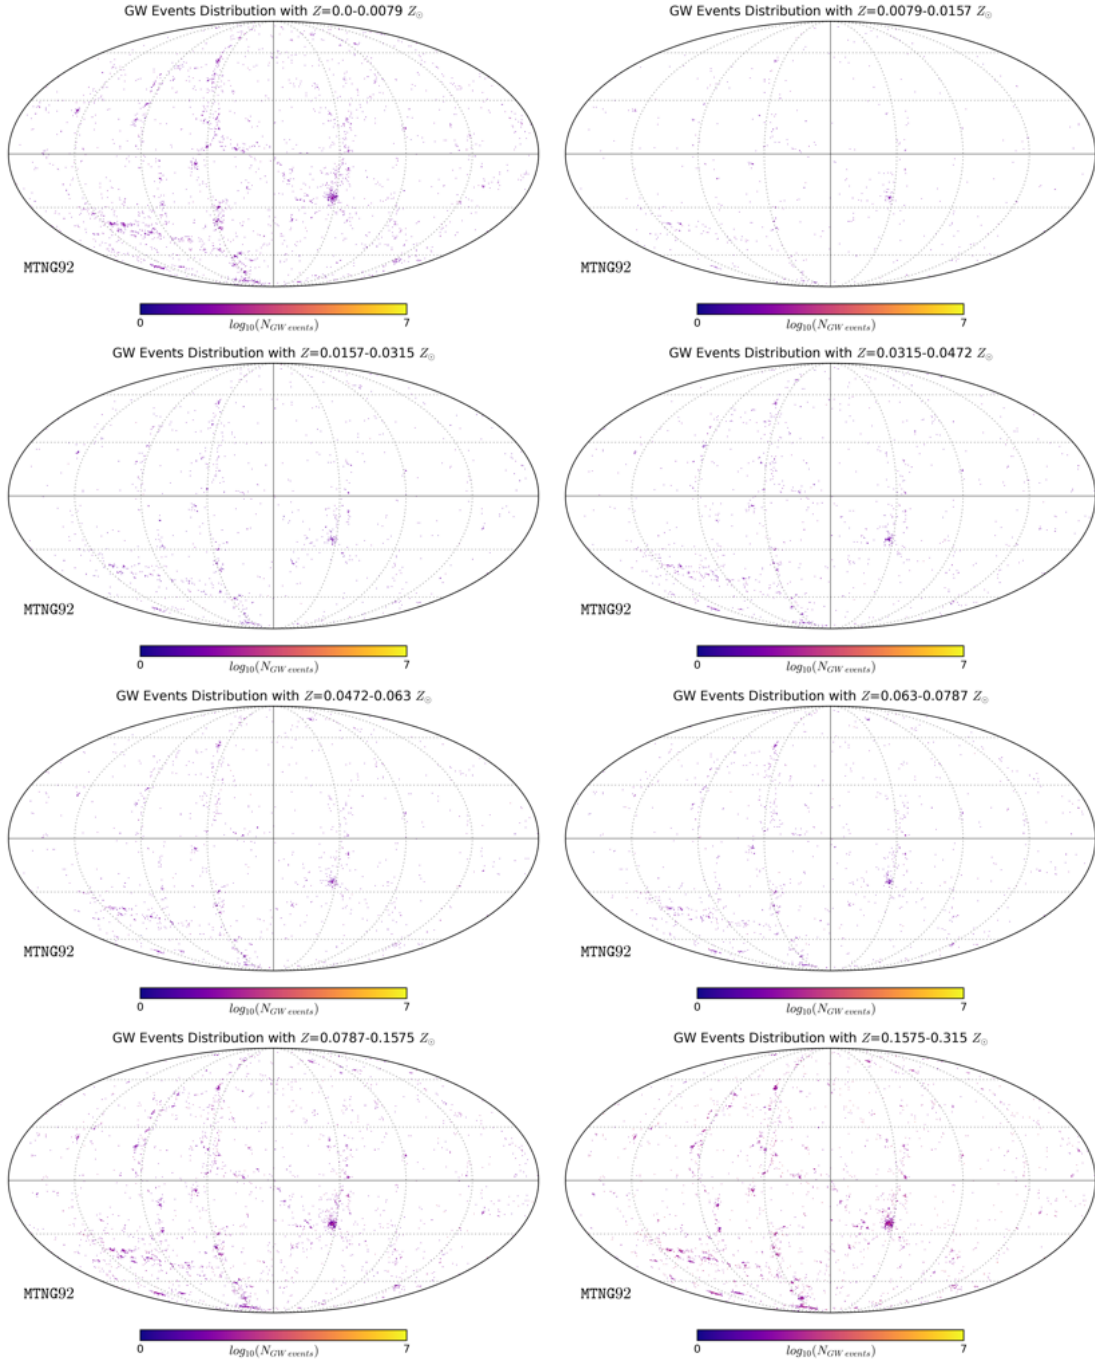 GW Events Distribution with Z=0.0-0.0079 Z⊙
MTNG92
0 7
log10(NGW events)
GW Events Distribution with Z=0.0079-0.0157 Z⊙
MTNG92
0 7
log10(NGW events)
GW Events Distribution with Z=0.0157-0.0315 Z⊙
MTNG92
0 7
log10(NGW events)
GW Events Distribution with Z=0.0315-0.0472 Z⊙
MTNG92
0 7
log10(NGW events)
GW Events Distribution with Z=0.0472-0.063 Z⊙
MTNG92
0 7
log10(NGW events)
GW Events Distribution with Z=0.063-0.0787 Z⊙
MTNG92
0 7
log10(NGW events)
GW Events Distribution with Z=0.0787-0.1575 Z⊙
MTNG92
0 7
log10(NGW events)
GW Events Distribution with Z=0.1575-0.315 Z⊙
MTNG92
0 7
log10(NGW events)